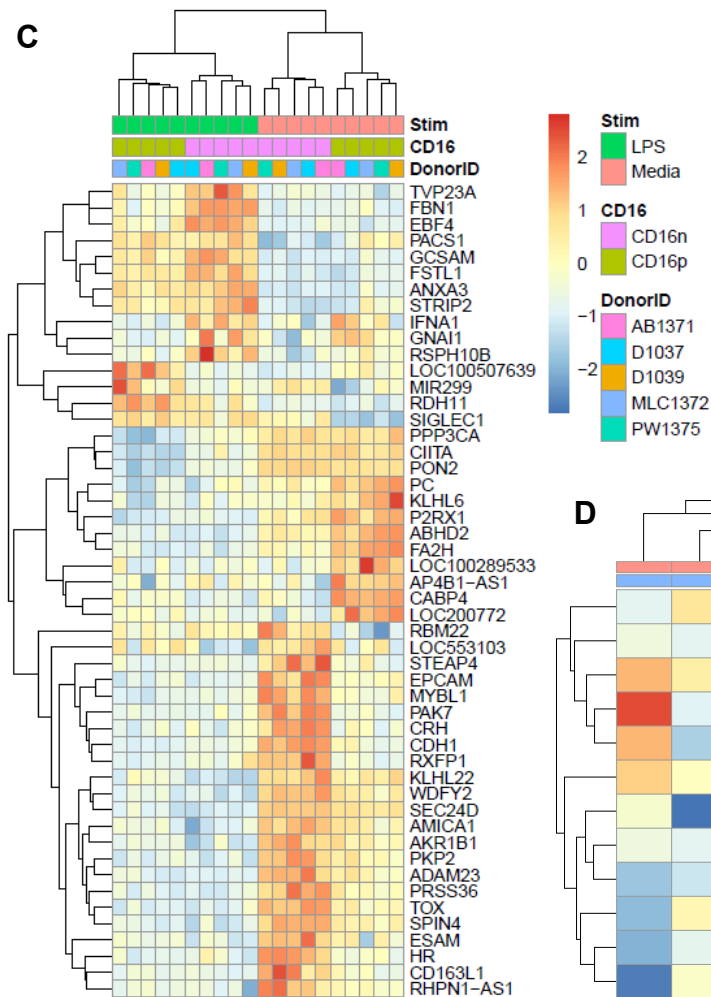 C
Stim
CD16
DonorID
TVP23A
FBN1
EBF4
PACS1
GCSAM
FSTL1
ANXA3
STRIP2
IFNA1
GNAI1
RSPH10B
LOC100507639
MIR299
RDH11
SIGLEC1
PPP3CA
CIITA
PON2
PC
KLHL6
P2RX1
ABHD2
FA2H
LOC100289533
AP4B1−AS1
CABP4
LOC200772
RBM22
LOC553103
STEAP4
EPCAM
MYBL1
PAK7
CRH
CDH1
RXFP1
KLHL22
WDFY2
SEC24D
AMICA1
AKR1B1
PKP2
ADAM23
PRSS36
TOX
SPIN4
ESAM
HR
CD163L1
RHPN1−AS1
2
1
0
−1
−2
Stim
LPS
Media
CD16
CD16n
CD16p
DonorID
AB1371
D1037
D1039
MLC1372
PW1375
D